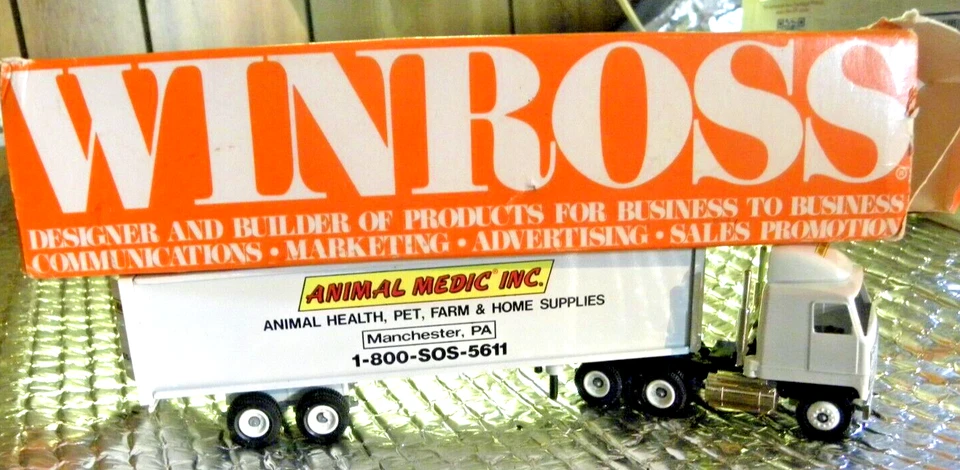 WINROSS®
DESIGNER AND BUILDER OF PRODUCTS FOR BUSINESS TO BUSINESS
COMMUNICATIONS • MARKETING • ADVERTISING • SALES PROMOTION
ANIMAL MEDIC® INC.
ANIMAL HEALTH, PET, FARM & HOME SUPPLIES
Manchester, PA
1-800-SOS-5611